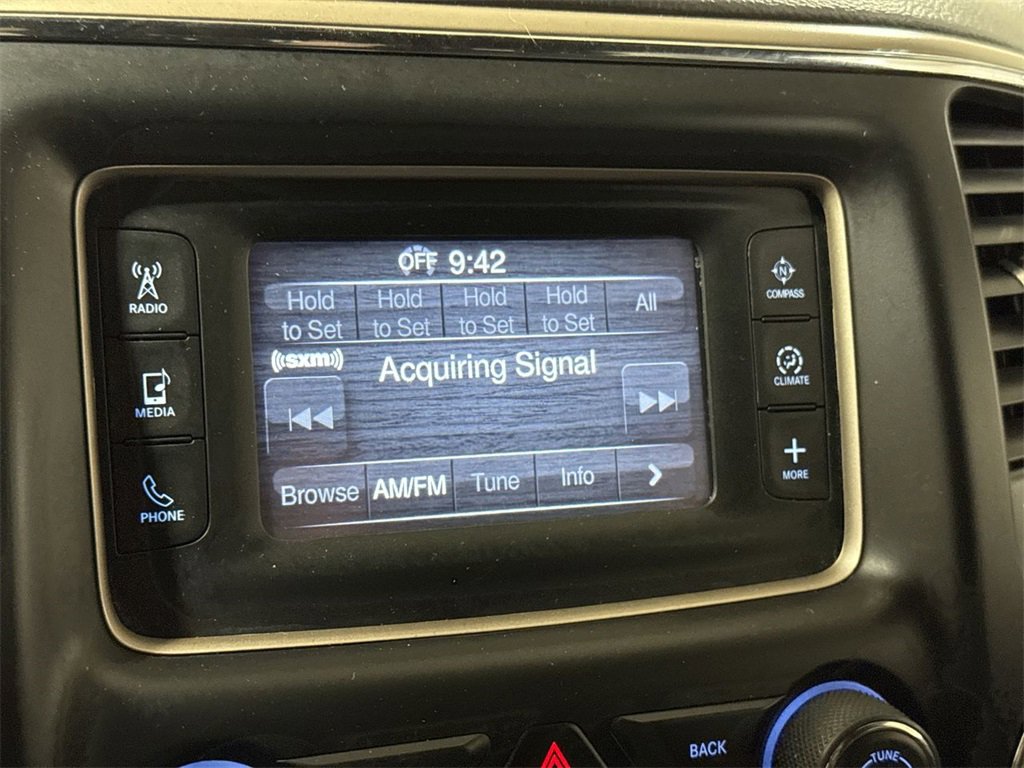 OFF 9:42
Hold to Set
Hold to Set
Hold to Set
Hold to Set
All
((sxm))
Acquiring Signal
Browse
AM/FM
Tune
Info
RADIO
MEDIA
PHONE
N
COMPASS
CLIMATE
MORE
BACK
TUNE